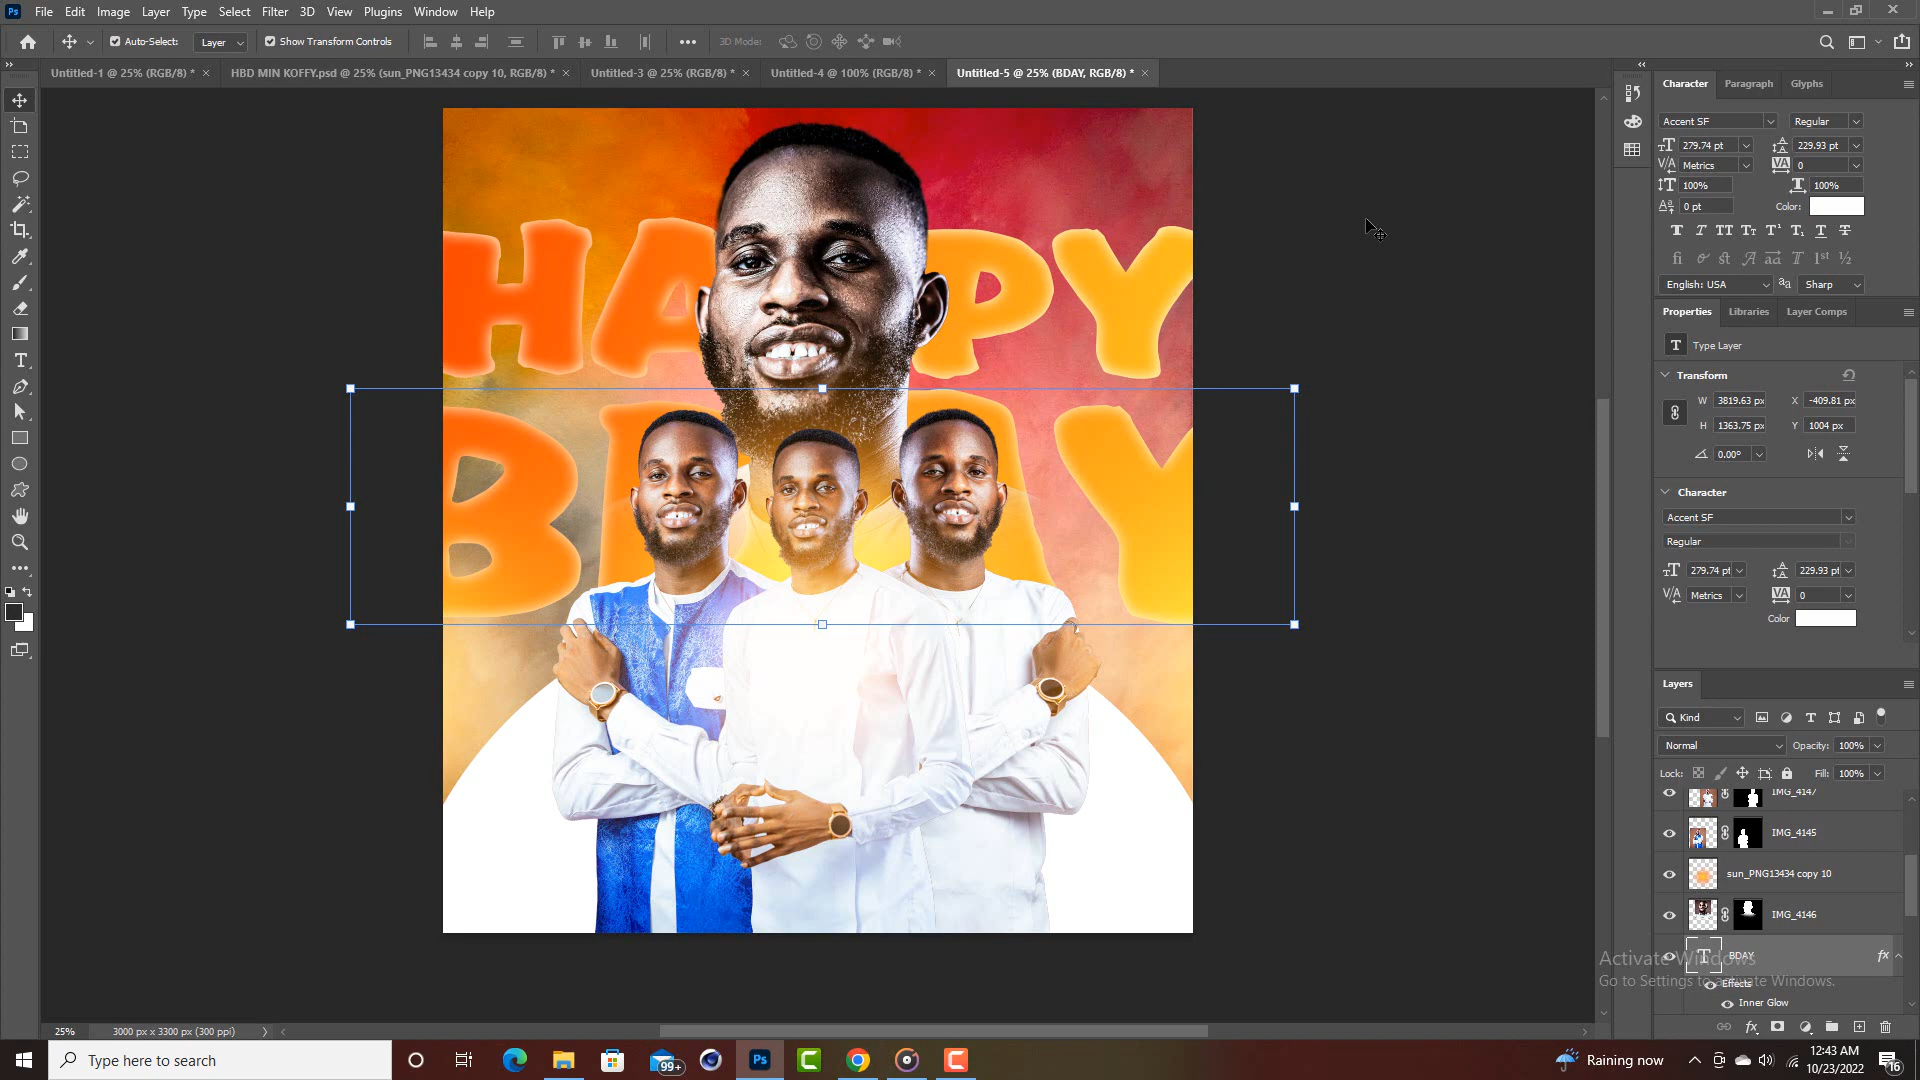 Ps File Edit Image Layer Type Select Filter 3D View Plugins Window Help
Auto-Select: Layer Show Transform Controls 3D Mode:
Untitled-1 @ 25% (RGB/8) * × HBD MIN KOFFY.psd @ 25% (sun_PNG13434 copy 10, RGB/8) * × Untitled-3 @ 25% (RGB/8) * × Untitled-4 @ 100% (RGB/8) * × Untitled-5 @ 25% (BDAY, RGB/8) * ×
Character Paragraph Glyphs
Accent SF Regular
279.74 pt 229.93 pt
Metrics 0
100% 100%
0 pt Color:
English: USA Sharp
Properties Libraries Layer Comps
Type Layer
Transform
W 3819.63 px X -409.81 px
H 1363.75 px Y 1004 px
0.00°
Character
Accent SF
Regular
279.74 pt 229.93 pt
Metrics 0
Color
Layers
Kind
Normal Opacity: 100%
Lock: Fill: 100%
IMG_4147
IMG_4145
sun_PNG13434 copy 10
IMG_4146
BDAY fx
Effects
Inner Glow
Activate Windows
Go to Settings to activate Windows.
HAPPY
BDAY
25% 3000 px x 3300 px (300 ppi)
Type here to search
99+
Ps
Raining now
12:43 AM
10/23/2022
16